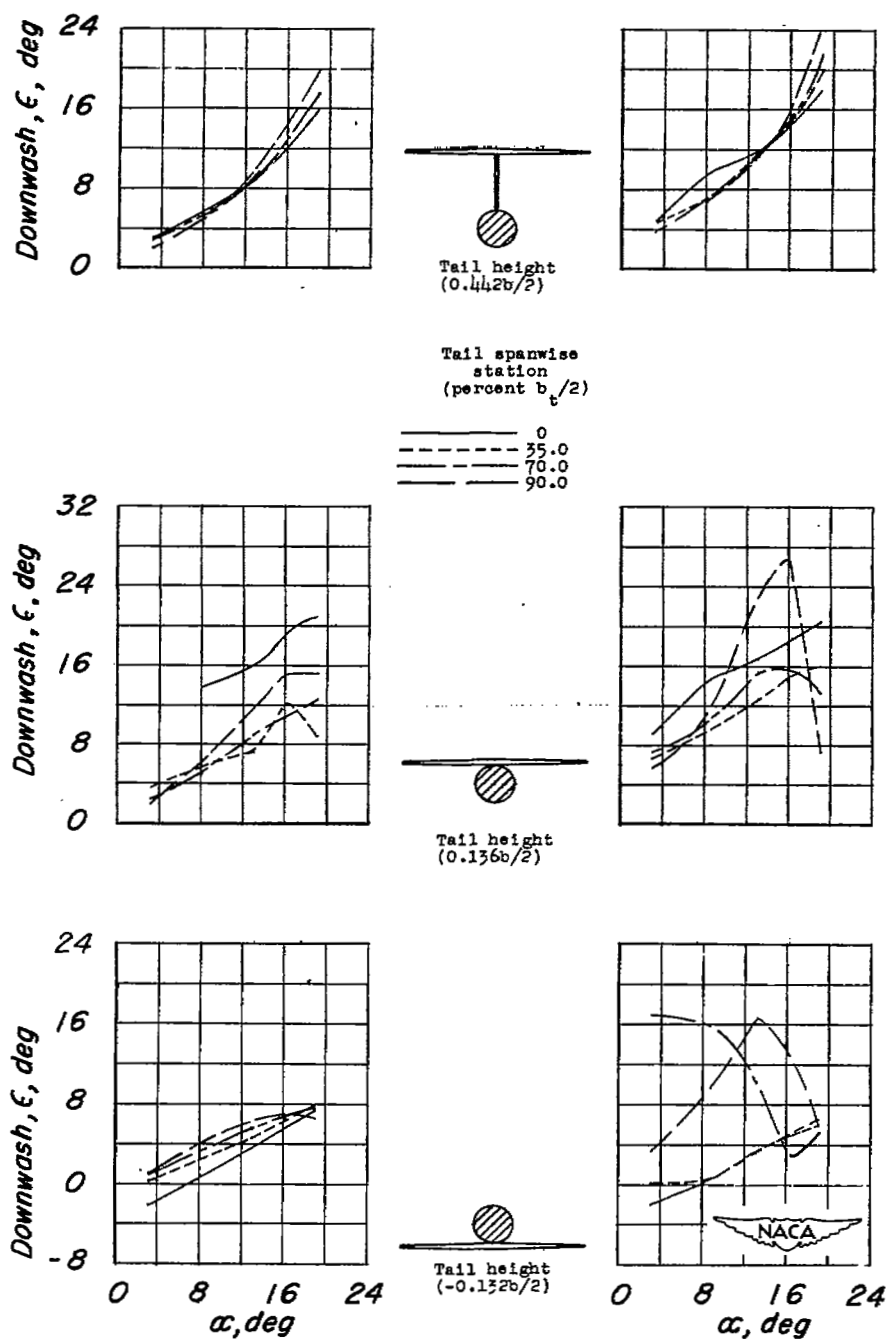 Downwash, ϵ, deg
24
16
8
0
Tail height
(0.442b/2)
Tail spanwise
station
(percent b_t/2)
0
35.0
70.0
90.0
Downwash, ϵ, deg
32
24
16
8
0
Tail height
(0.136b/2)
Downwash, ϵ, deg
24
16
8
0
-8
Tail height
(-0.132b/2)
NACA
0 8 16 24
α, deg
0 8 16 24
α, deg